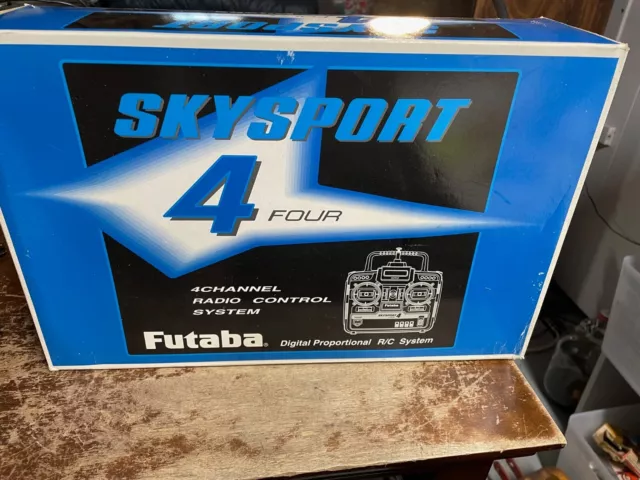 SKYSPORT
4 FOUR
4CHANNEL
RADIO CONTROL
SYSTEM
Futaba® Digital Proportional R/C System